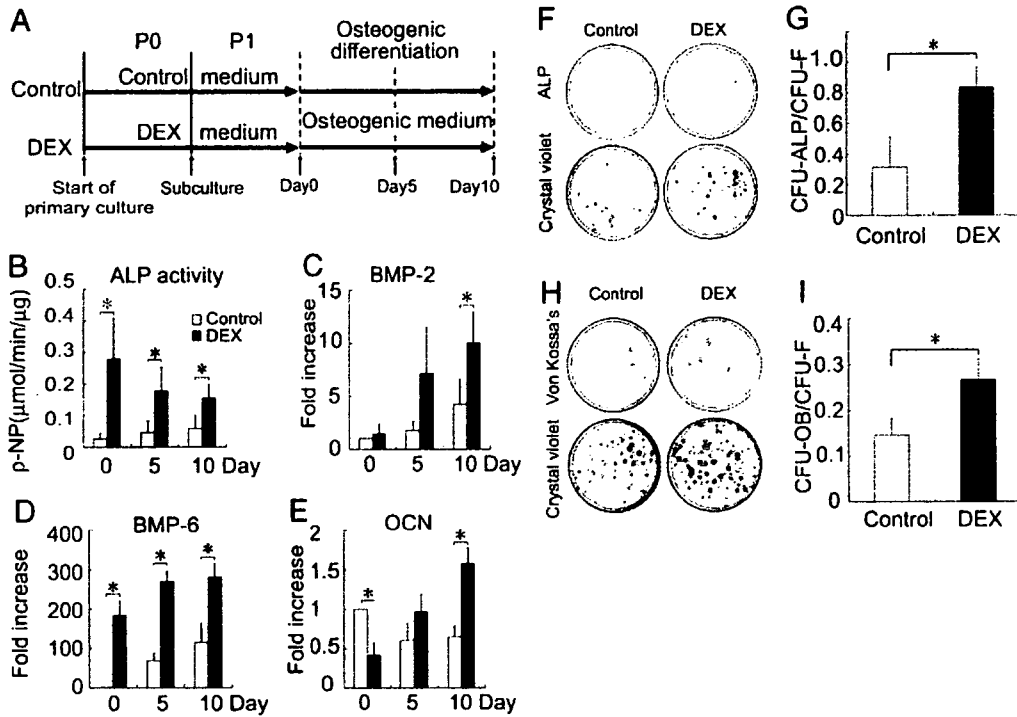 A
P0
P1
Osteogenic
differentiation
Control
Control
medium
DEX
DEX
medium
Osteogenic medium
Start of
primary culture
Subculture
Day0
Day5
Day10
B
ALP activity
ρ-NP(μmol/min/μg)
0.5
0.4
0.3
0.2
0.1
0
*
*
*
Control
DEX
0
5
10 Day
C
BMP-2
Fold increase
15
10
5
0
*
0
5
10 Day
D
BMP-6
Fold increase
400
300
200
100
0
*
*
*
0
5
10 Day
E
OCN
Fold increase
2
1.5
1
0.5
0
*
*
0
5
10 Day
F
Control
DEX
ALP
Crystal violet
G
CFU-ALP/CFU-F
1.0
0.8
0.6
0.4
0.2
0
*
Control
DEX
H
Control
DEX
Von Kossa's
Crystal violet
I
CFU-OB/CFU-F
0.4
0.3
0.2
0.1
0
*
Control
DEX